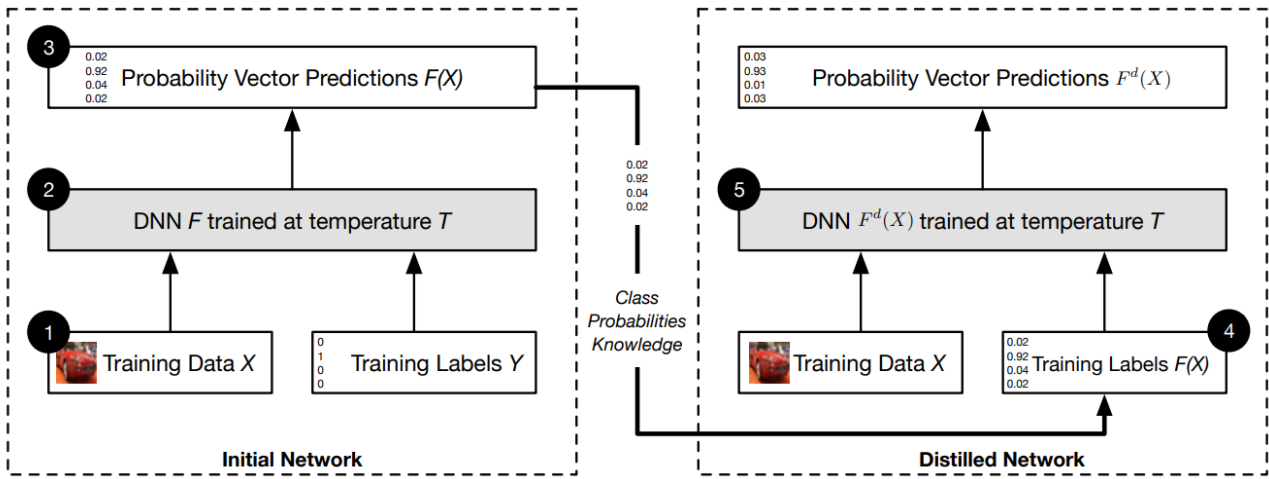 3
0.02
0.92
0.04
0.02
Probability Vector Predictions F(X)
2
DNN F trained at temperature T
1
Training Data X
0
1
0
0
Training Labels Y
Initial Network
0.02
0.92
0.04
0.02
Class
Probabilities
Knowledge
0.03
0.93
0.01
0.03
Probability Vector Predictions F^d(X)
5
DNN F^d(X) trained at temperature T
Training Data X
4
0.02
0.92
0.04
0.02
Training Labels F(X)
Distilled Network